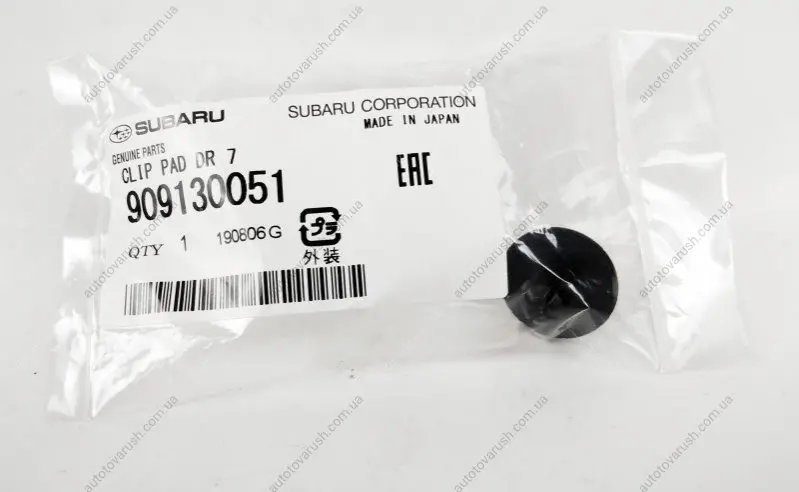 SUBARU
SUBARU CORPORATION
MADE IN JAPAN
GENUINE PARTS
CLIP PAD DR 7
909130051
EAC
QTY 1 190806G
プラ
外装
autotovarush.com.ua